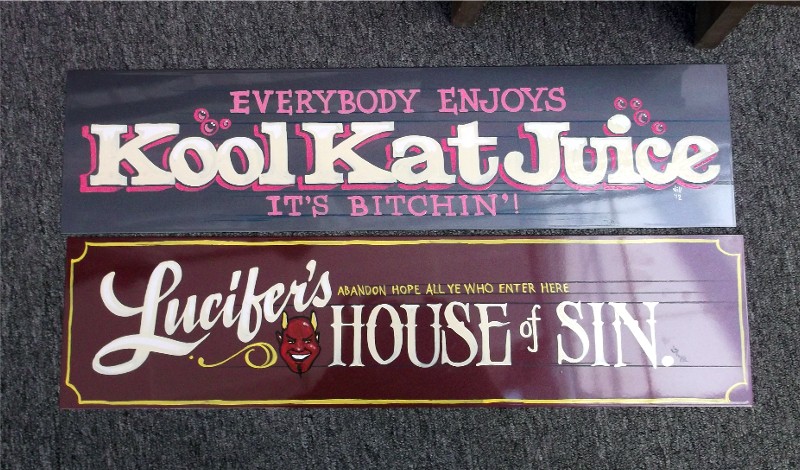 EVERYBODY ENJOYS
Kool Kat Juice
IT'S BITCHIN'!
Lucifer's
ABANDON HOPE ALL YE WHO ENTER HERE
HOUSE of SIN.